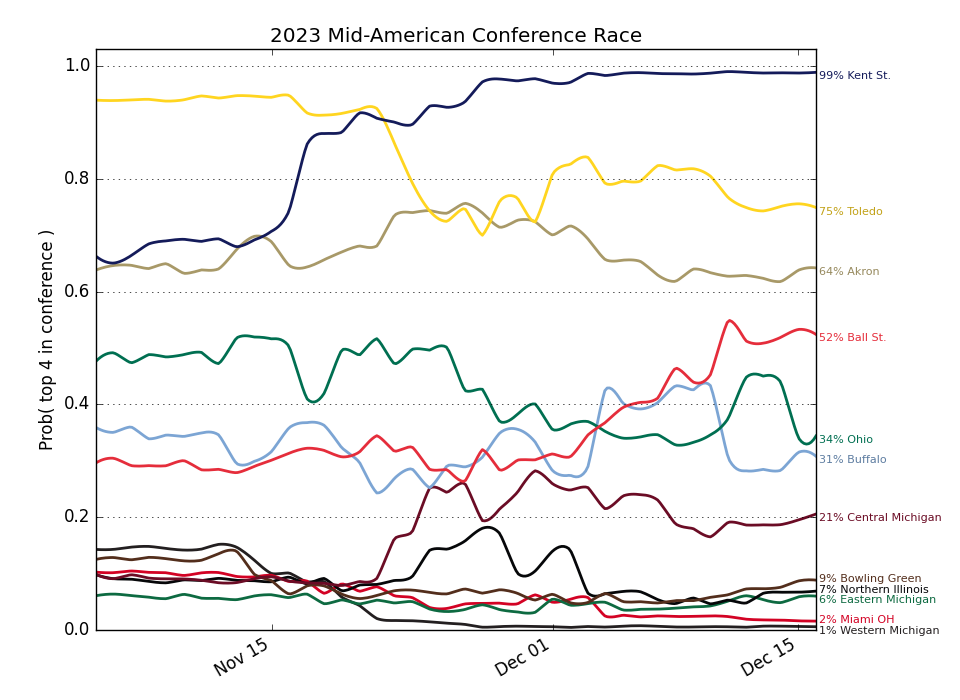 2023 Mid-American Conference Race
1.0
0.8
0.6
0.4
0.2
0.0
Prob( top 4 in conference )
Nov 15
Dec 01
Dec 15
99% Kent St.
75% Toledo
64% Akron
52% Ball St.
34% Ohio
31% Buffalo
21% Central Michigan
9% Bowling Green
7% Northern Illinois
6% Eastern Michigan
2% Miami OH
1% Western Michigan